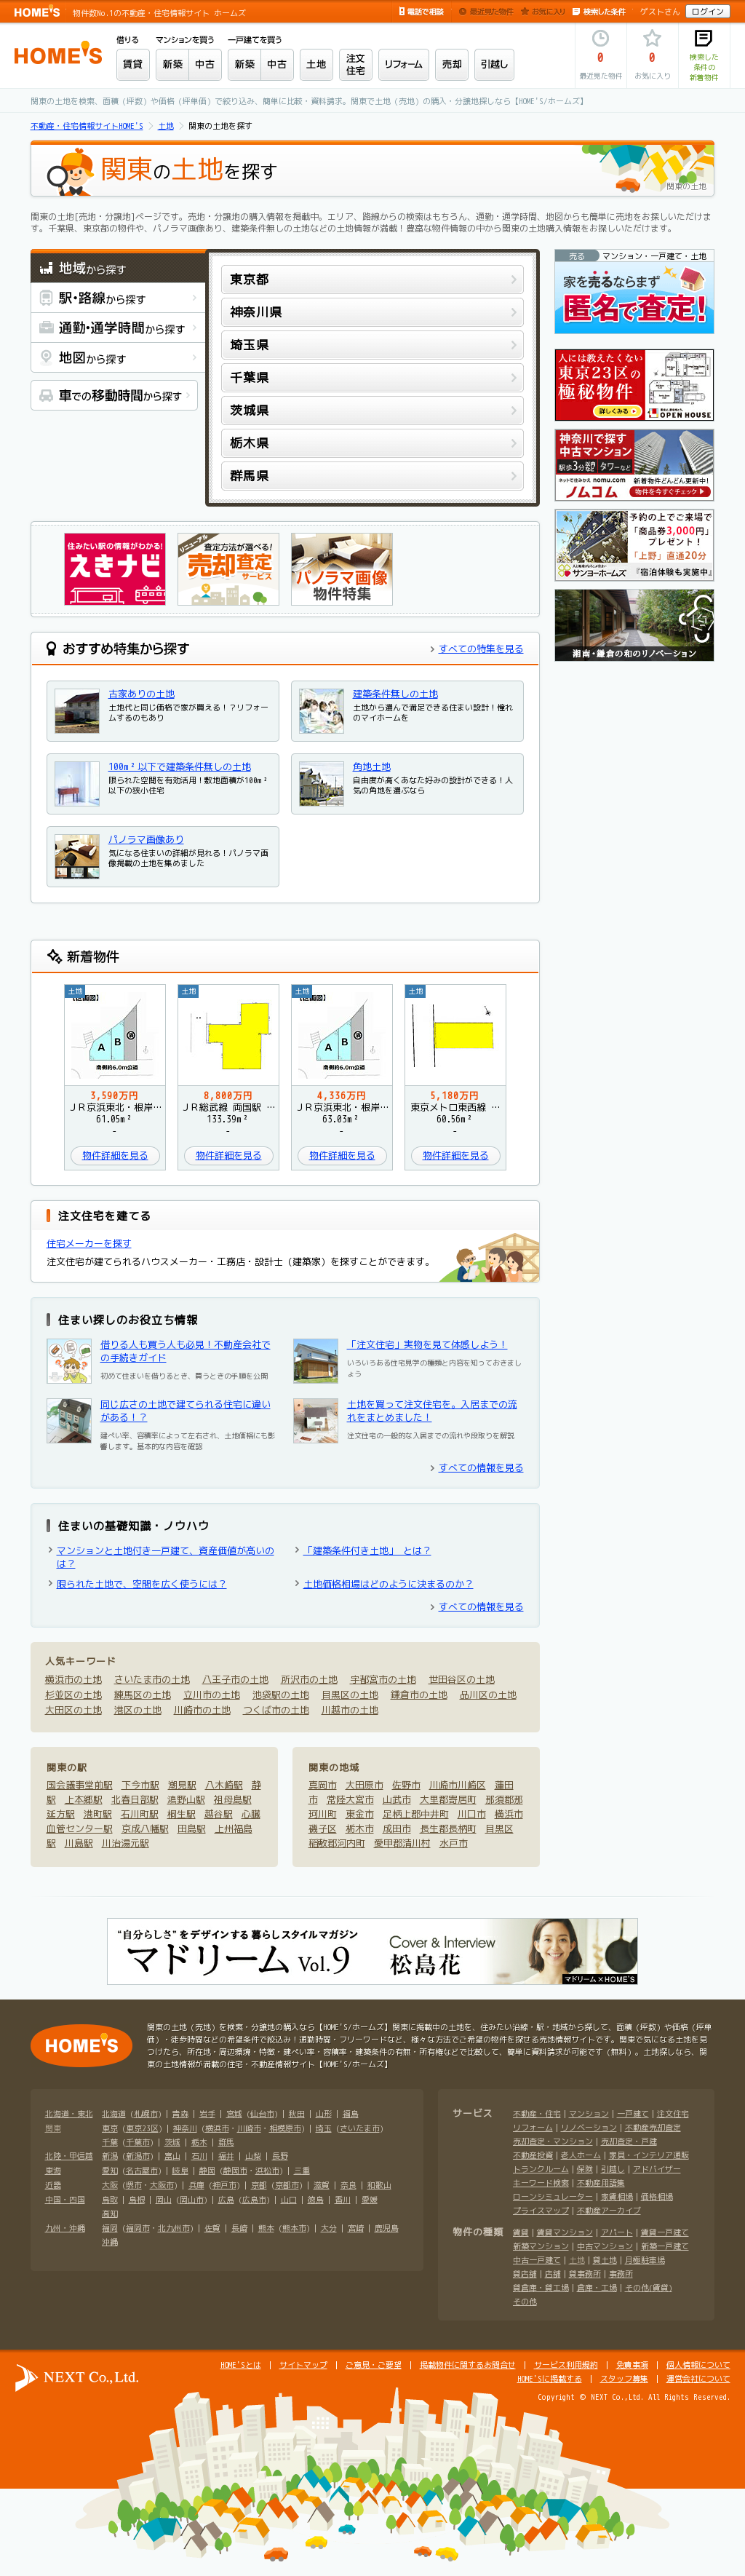 HOME'S 物件数No.1の不動産・住宅情報サイト ホームズ
電話で相談 最近見た物件 お気に入り 検索した条件 ゲストさん ログイン
HOME'S
借りる マンションを買う 一戸建てを買う
賃貸 新築 中古 新築 中古 土地 注文住宅 リフォーム 売却 引越し
0 最近見た物件
0 お気に入り
検索した条件の新着物件
関東の土地を検索、面積(坪数)や価格(坪単価)で絞り込み、簡単に比較・資料請求。関東で土地(売地)の購入・分譲地探しなら【HOME'S/ホームズ】
不動産・住宅情報サイトHOME'S 土地 関東の土地を探す
関東の土地を探す
関東の土地
関東の土地[売地・分譲地]ページです。売地・分譲地の購入情報を掲載中。エリア、路線からの検索はもちろん、通勤・通学時間、地図からも簡単に売地をお探しいただけます。千葉県、東京都の物件や、パノラマ画像あり、建築条件無しの土地などの土地情報が満載!豊富な物件情報の中から関東の土地購入情報をお探しいただけます。
地域から探す
駅・路線から探す
通勤・通学時間から探す
地図から探す
車での移動時間から探す
東京都
神奈川県
埼玉県
千葉県
茨城県
栃木県
群馬県
売る マンション・一戸建て・土地
家を売るならまず
匿名で査定!
人には教えたくない
東京23区の
極秘物件
詳しくみる
OPEN HOUSE
神奈川で探す
中古マンション
駅歩3分など タワーなど
ネットで住みかえ nomu.com 新着物件どんどん更新中!
ノムコム 物件を今すぐチェック
予約の上でご来場で
「商品券3,000円」
プレゼント!
「上野」直通20分
サンヨーホームズ 『宿泊体験も実施中』
湘南・鎌倉の和のリノベーション
住みたい駅の情報がわかる!
えきナビ
リニューアル
査定方法が選べる!
売却査定
サービス
パノラマ画像
物件特集
おすすめ特集から探す
すべての特集を見る
古家ありの土地
土地代と同じ価格で家が買える!?リフォームするのもあり
建築条件無しの土地
土地から選んで満足できる住まい設計!憧れのマイホームを
100m²以下で建築条件無しの土地
限られた空間を有効活用!敷地面積が100m²以下の狭小住宅
角地土地
自由度が高くあなた好みの設計ができる!人気の角地を選ぶなら
パノラマ画像あり
気になる住まいの詳細が見れる!パノラマ画像掲載の土地を集めました
新着物件
土地 土地 土地 土地
A B 南側約6.0m公道
A B 南側約6.0m公道
3,590万円 8,800万円 4,336万円 5,180万円
JR京浜東北・根岸… JR総武線 両国駅 … JR京浜東北・根岸… 東京メトロ東西線 …
61.05m² 133.39m² 63.03m² 60.56m²
- - - -
物件詳細を見る 物件詳細を見る 物件詳細を見る 物件詳細を見る
注文住宅を建てる
住宅メーカーを探す
注文住宅が建てられるハウスメーカー・工務店・設計士(建築家)を探すことができます。
住まい探しのお役立ち情報
借りる人も買う人も必見!不動産会社での手続きガイド
初めて住まいを借りるとき、買うときの手順を公開
「注文住宅」実物を見て体感しよう!
いろいろある住宅見学の種類と内容を知っておきましょう
同じ広さの土地で建てられる住宅に違いがある!?
建ぺい率、容積率によって左右され、土地価格にも影響します。基本的な内容を確認
土地を買って注文住宅を。入居までの流れをまとめました!
注文住宅の一般的な入居までの流れや段取りを解説
すべての情報を見る
住まいの基礎知識・ノウハウ
マンションと土地付き一戸建て、資産価値が高いのは?
「建築条件付き土地」 とは?
限られた土地で、空間を広く使うには?
土地価格相場はどのように決まるのか?
すべての情報を見る
人気キーワード
横浜市の土地 さいたま市の土地 八王子市の土地 所沢市の土地 宇都宮市の土地 世田谷区の土地
杉並区の土地 練馬区の土地 立川市の土地 池袋駅の土地 目黒区の土地 鎌倉市の土地 品川区の土地
大田区の土地 港区の土地 川崎市の土地 つくば市の土地 川越市の土地
関東の駅
国会議事堂前駅 下今市駅 潮見駅 八木崎駅 静
駅 上本郷駅 北春日部駅 鴻野山駅 祖母島駅
延方駅 港町駅 石川町駅 桐生駅 越谷駅 心臓
血管センター駅 京成八幡駅 田島駅 上州福島
駅 川島駅 川治湯元駅
関東の地域
真岡市 大田原市 佐野市 川崎市川崎区 蓮田
市 常陸大宮市 山武市 大里郡寄居町 那須郡那
珂川町 東金市 足柄上郡中井町 川口市 横浜市
磯子区 栃木市 成田市 長生郡長柄町 目黒区
稲敷郡河内町 愛甲郡清川村 水戸市
“自分らしさ”をデザインする暮らしスタイルマガジン
マドリーム Vol.9
Cover & Interview
松島花
マドリーム×HOME'S
HOME'S
関東の土地(売地)を検索・分譲地の購入なら【HOME'S/ホームズ】関東に掲載中の土地を、住みたい沿線・駅・地域から探して、面積(坪数)や価格(坪単価)・徒歩時間などの希望条件で絞込み!通勤時間・フリーワードなど、様々な方法でご希望の物件を探せる売地情報サイトです。関東で気になる土地を見つけたら、所在地・周辺環境・特徴・建ぺい率・容積率・建築条件の有無・所有権などで比較して、簡単に資料請求が可能です(無料)。土地探しなら、関東の土地情報が満載の住宅・不動産情報サイト【HOME'S/ホームズ】
北海道・東北 北海道(札幌市)|青森|岩手|宮城(仙台市)|秋田|山形|福島
関東 東京(東京23区)|神奈川(横浜市・川崎市・相模原市)|埼玉(さいたま市)
千葉(千葉市)|茨城|栃木|群馬
北陸・甲信越 新潟(新潟市)|富山|石川|福井|山梨|長野
東海 愛知(名古屋市)|岐阜|静岡(静岡市・浜松市)|三重
近畿 大阪(堺市・大阪市)|兵庫(神戸市)|京都(京都市)|滋賀|奈良|和歌山
中国・四国 鳥取|島根|岡山(岡山市)|広島(広島市)|山口|徳島|香川|愛媛
高知
九州・沖縄 福岡(福岡市・北九州市)|佐賀|長崎|熊本(熊本市)|大分|宮崎|鹿児島
沖縄
サービス 不動産・住宅|マンション|一戸建て|注文住宅
リフォーム|リノベーション|不動産売却査定
売却査定・マンション|売却査定・戸建
不動産投資|老人ホーム|家具・インテリア通販
トランクルーム|保険|引越し|アドバイザー
キーワード検索|不動産用語集
ローンシミュレーター|家賃相場|価格相場
プライスマップ|不動産アーカイブ
物件の種類 賃貸|賃貸マンション|アパート|賃貸一戸建て
新築マンション|中古マンション|新築一戸建て
中古一戸建て|土地|貸土地|月極駐車場
貸店舗|店舗|貸事務所|事務所
貸倉庫・貸工場|倉庫・工場|その他(賃貸)
その他
NEXT Co.,Ltd.
HOME'Sとは | サイトマップ | ご意見・ご要望 | 掲載物件に関するお問合せ | サービス利用規約 | 免責事項 | 個人情報について
HOME'Sに掲載する | スタッフ募集 | 運営会社について
Copyright © NEXT Co.,Ltd. All Rights Reserved.